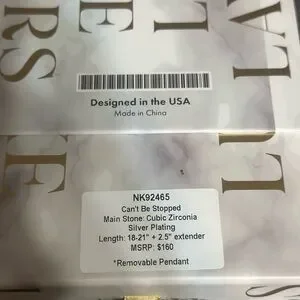 Designed in the USA
Made in China
NK92465
Can't Be Stopped
Main Stone: Cubic Zirconia
Silver Plating
Length: 18-21" + 2.5" extender
MSRP: $160
*Removable Pendant